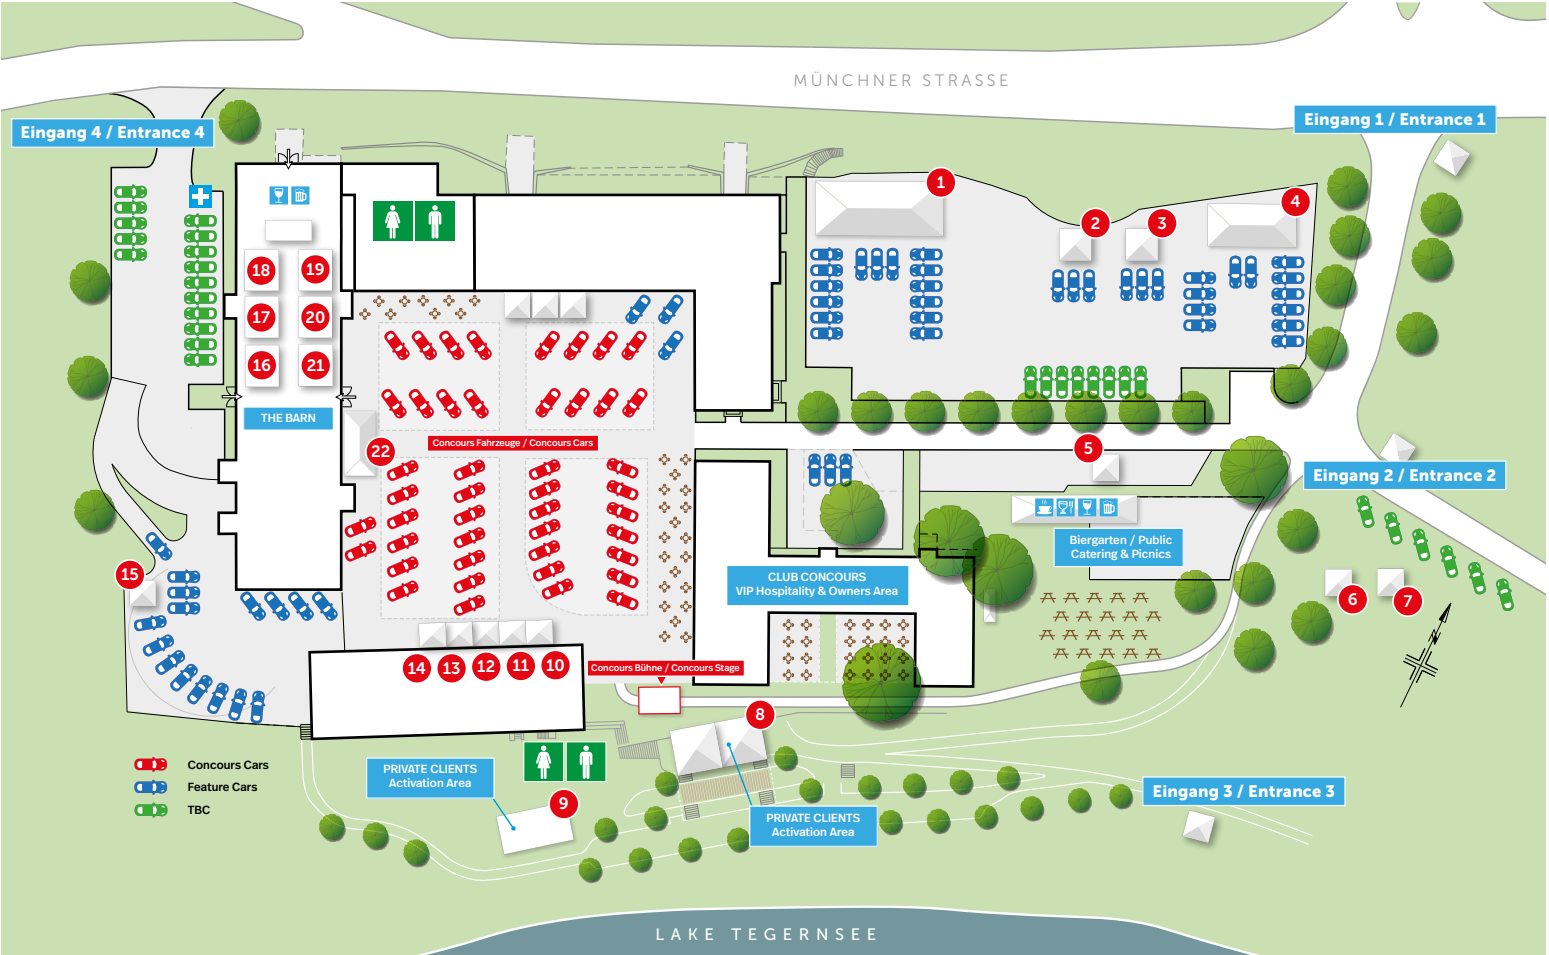 MÜNCHNER STRASSE
Eingang 4 / Entrance 4
Eingang 1 / Entrance 1
1
2
3
4
18
19
17
20
16
21
THE BARN
22
Concours Fahrzeuge / Concours Cars
5
Eingang 2 / Entrance 2
Biergarten / Public
Catering & Picnics
CLUB CONCOURS
VIP Hospitality & Owners Area
15
6
7
N
14
13
12
11
10
Concours Bühne / Concours Stage
8
Concours Cars
Feature Cars
TBC
PRIVATE CLIENTS
Activation Area
9
PRIVATE CLIENTS
Activation Area
Eingang 3 / Entrance 3
LAKE TEGERNSEE